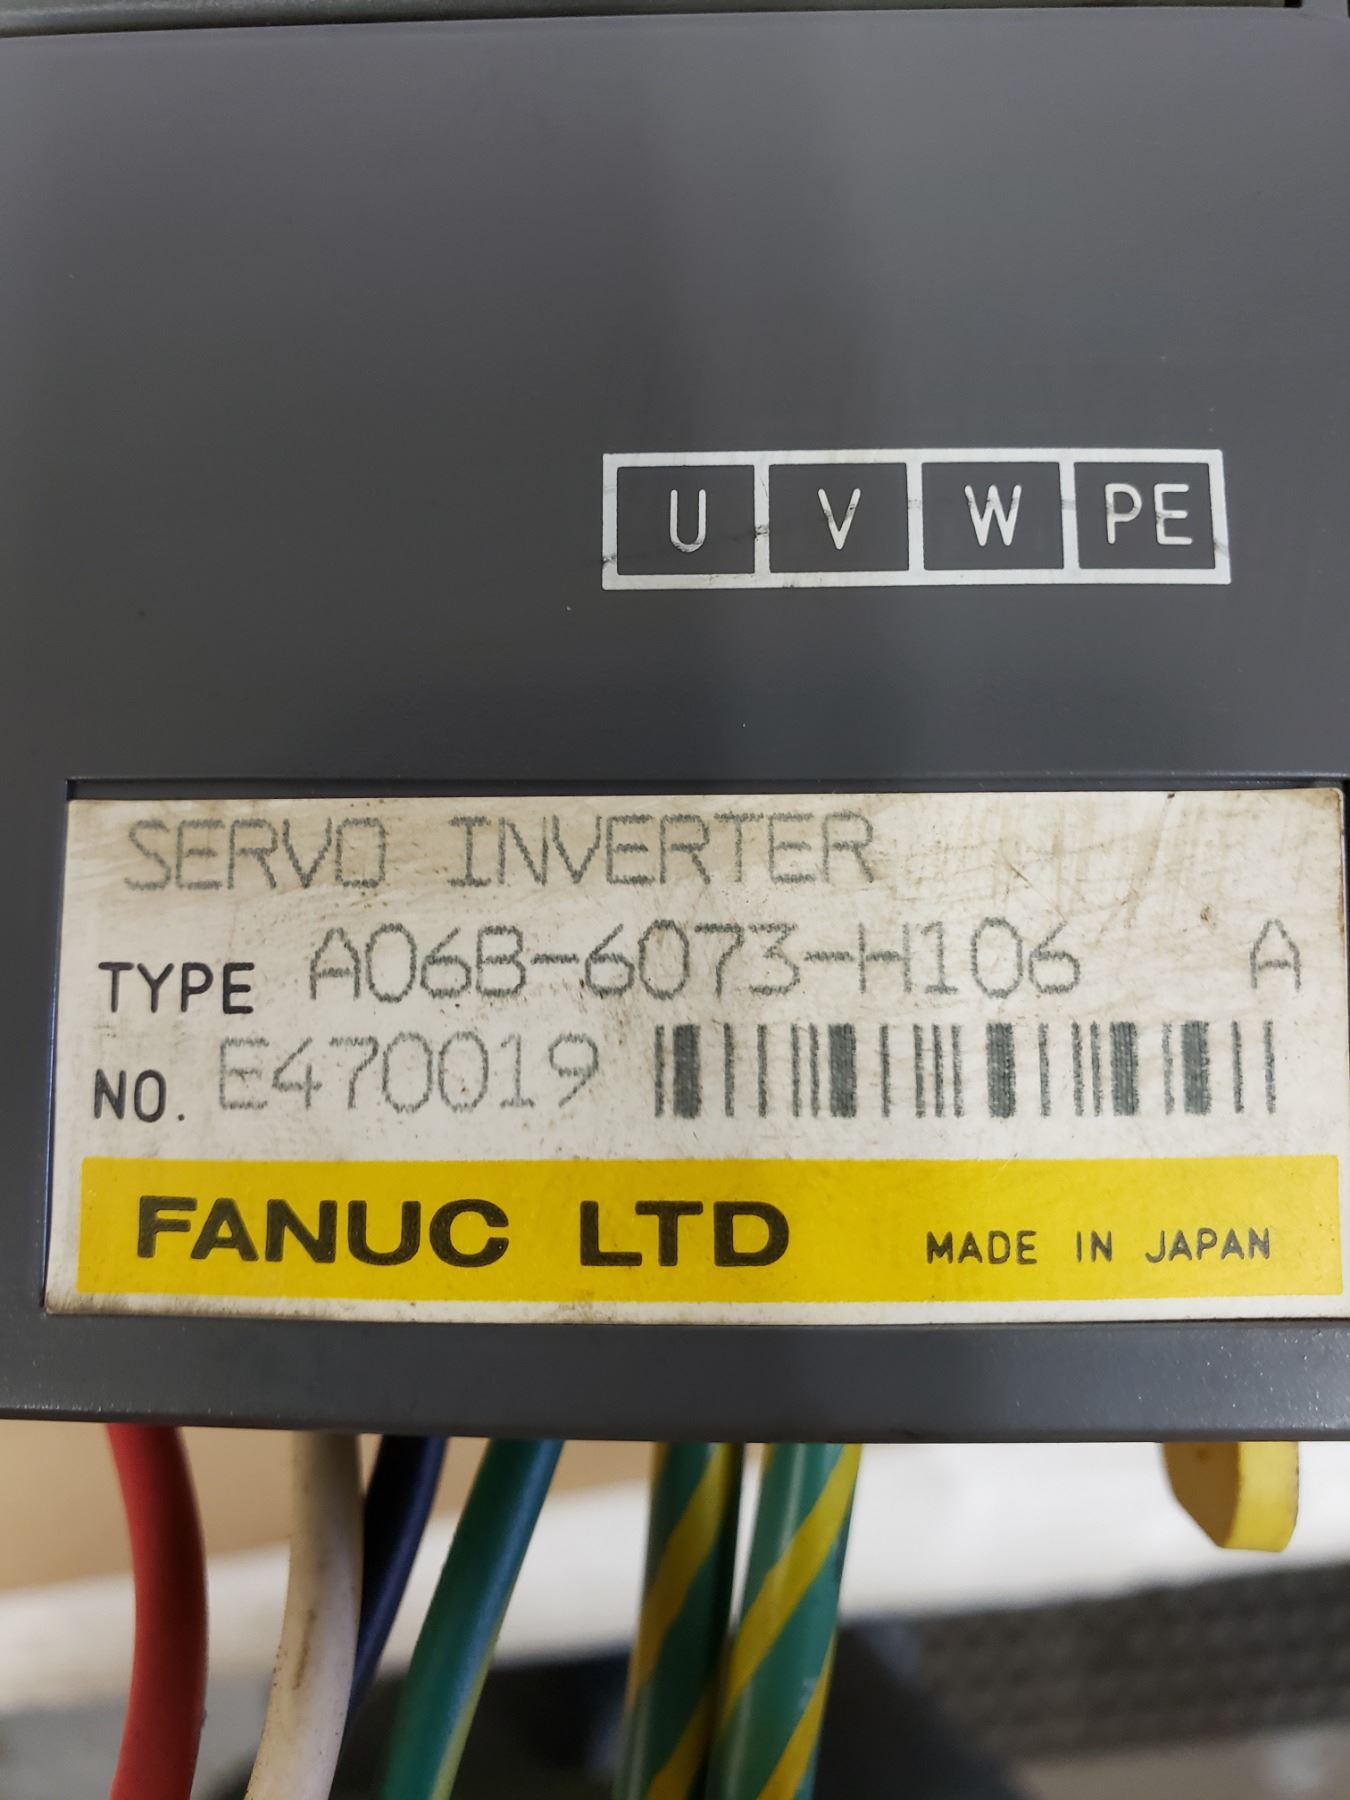 U V W PE
SERVO INVERTER
TYPE A06B-6073-H106 A
NO. E470019
FANUC LTD MADE IN JAPAN